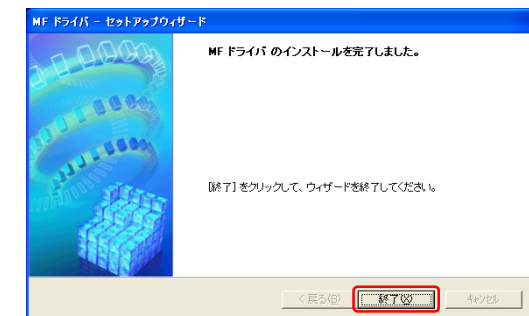 MF ドライバ - セットアップウィザード
MF ドライバ のインストールを完了しました。
[終了] をクリックして、ウィザードを終了してください。
< 戻る(B)
終了(X)
キャンセル